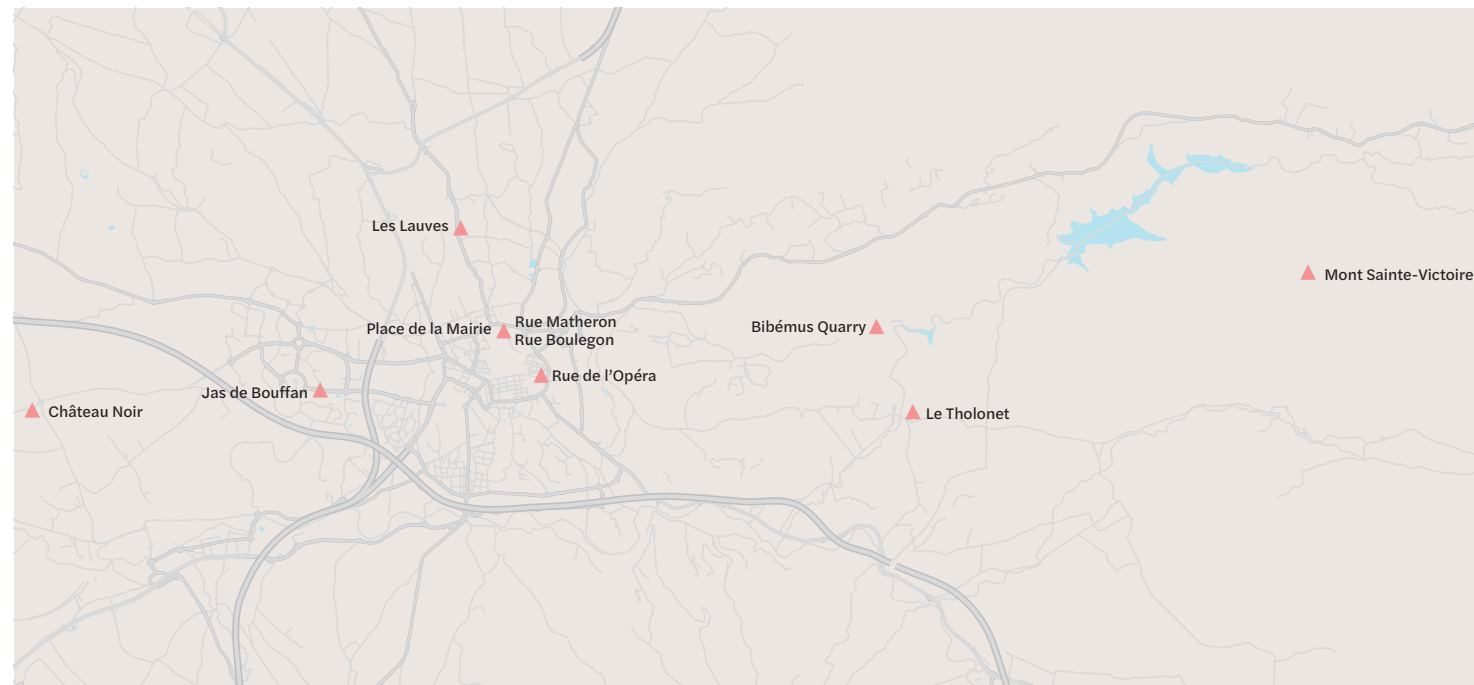 Les Lauves
Mont Sainte-Victoire
Place de la Mairie
Rue Matheron
Rue Boulegon
Bibémus Quarry
Rue de l’Opéra
Jas de Bouffan
Château Noir
Le Tholonet